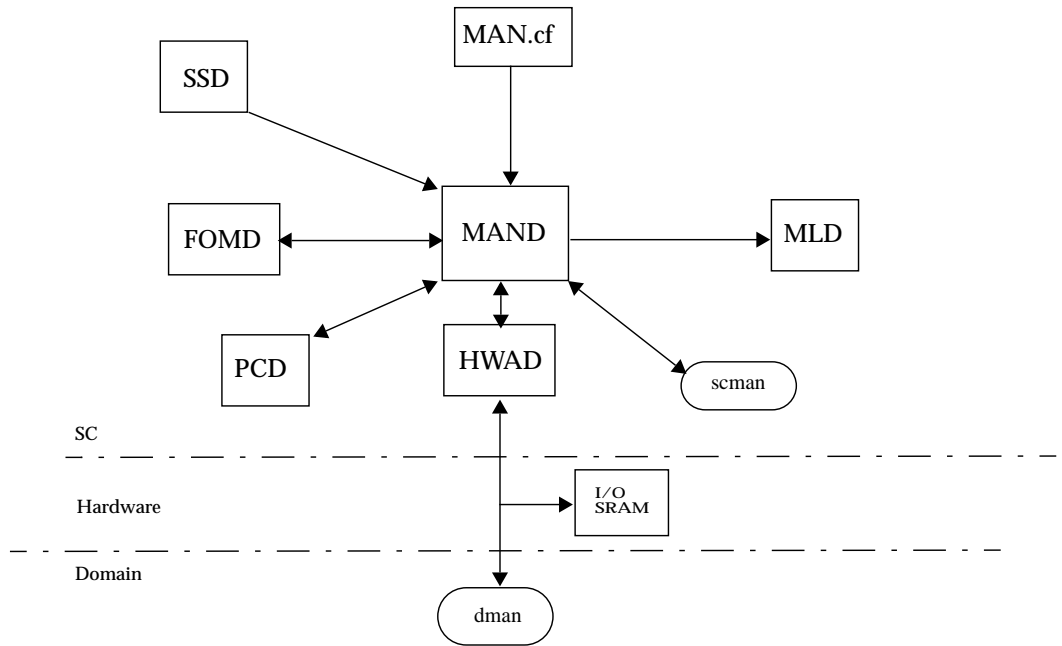 MAN.cf
SSD
FOMD
MAND
MLD
PCD
HWAD
scman
SC
I/O
SRAM
Hardware
Domain
dman